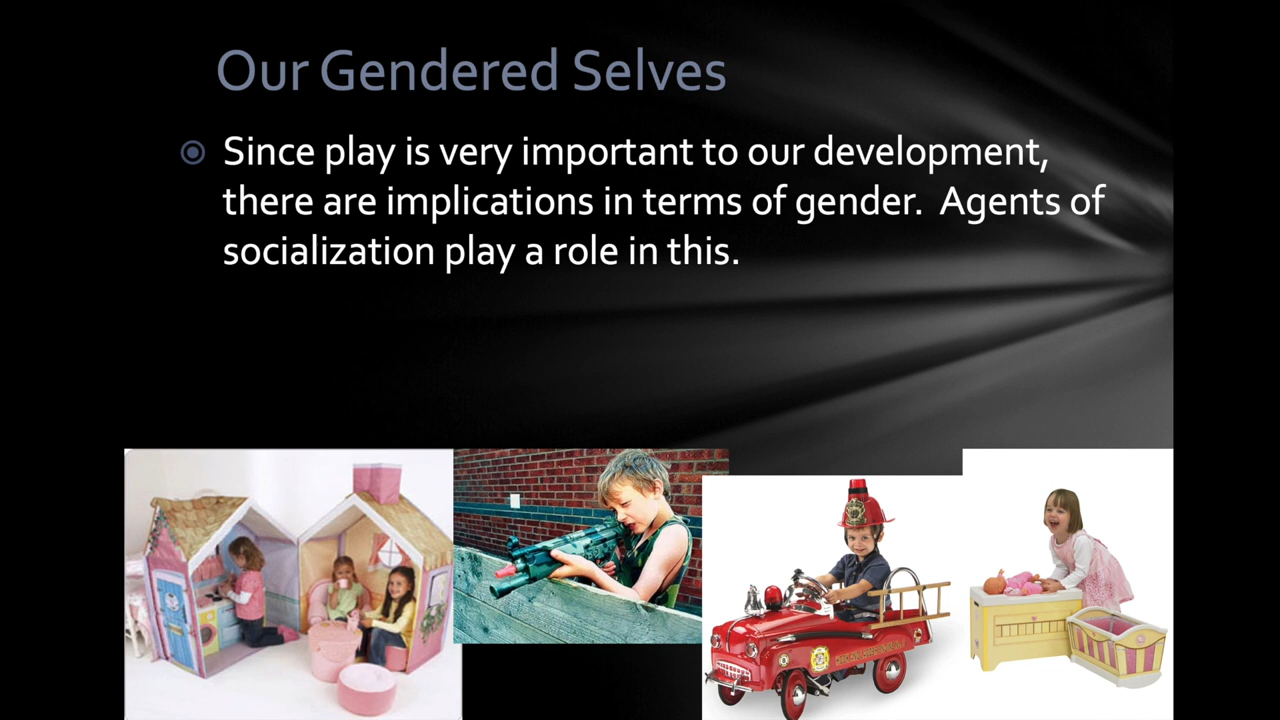 Our Gendered Selves
Since play is very important to our development,
there are implications in terms of gender.  Agents of
socialization play a role in this.